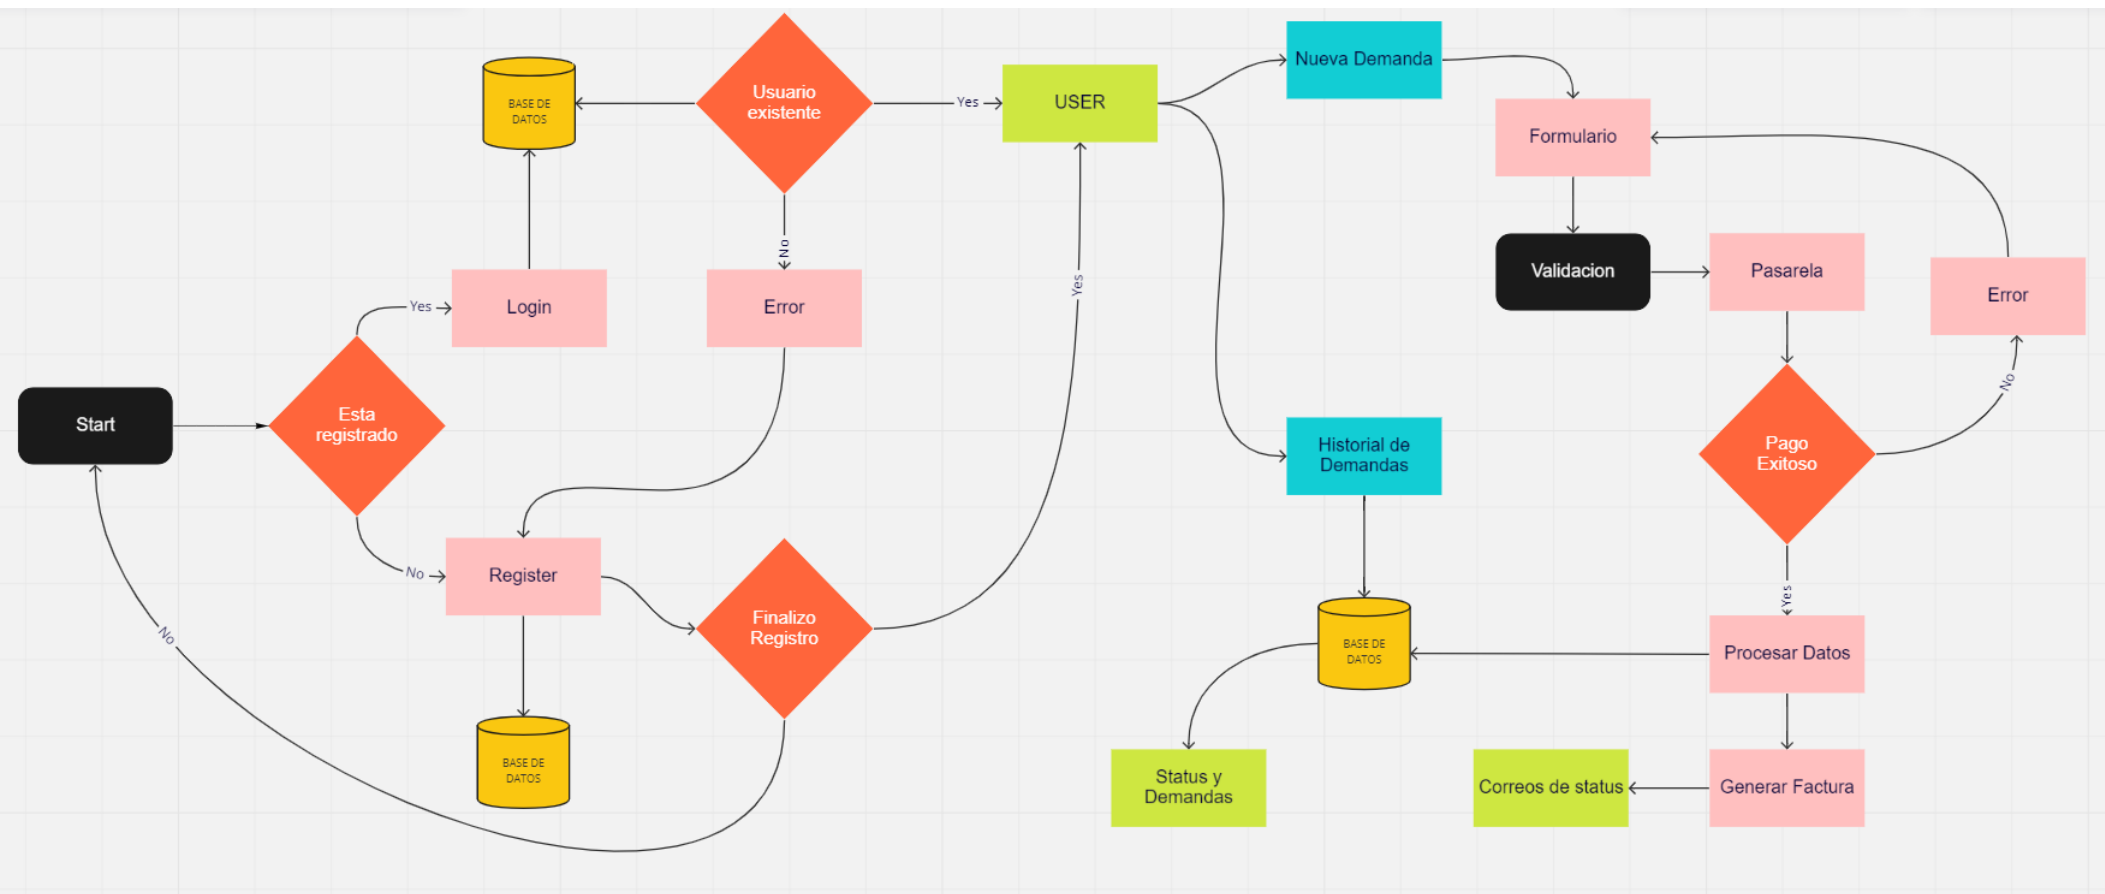 Nueva Demanda
Usuario
existente
BASE DE
DATOS
Yes
USER
Formulario
No
Yes
Login
Error
Yes
Validacion
Pasarela
Error
Start
Esta
registrado
No
Historial de
Demandas
Pago
Exitoso
No
Register
Finalizo
Registro
Yes
No
BASE DE
DATOS
Procesar Datos
BASE DE
DATOS
Status y
Demandas
Correos de status
Generar Factura